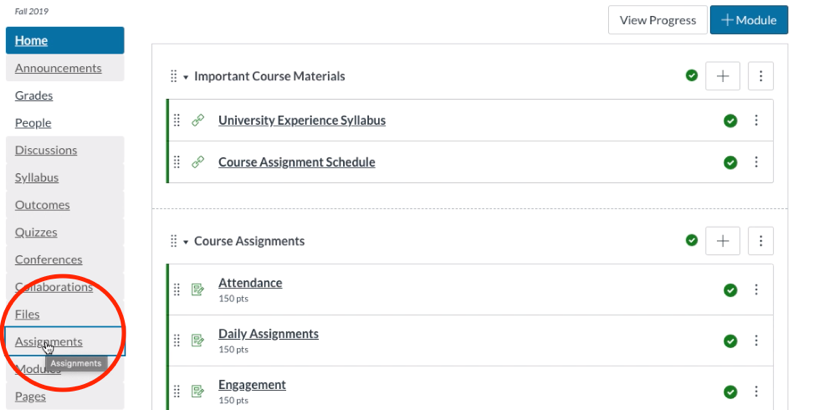 Fall 2019
Home
Announcements
Grades
People
Discussions
Syllabus
Outcomes
Quizzes
Conferences
Collaborations
Files
Assignments
Assignments
Modules
Pages
View Progress
+ Module
Important Course Materials
University Experience Syllabus
Course Assignment Schedule
Course Assignments
Attendance
150 pts
Daily Assignments
150 pts
Engagement
150 pts